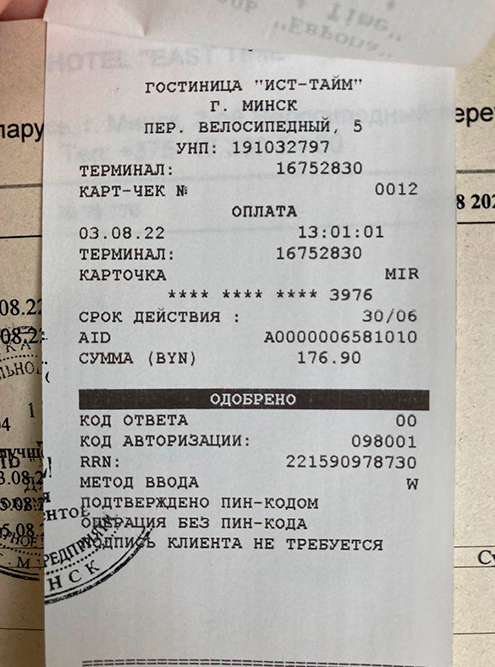 HOTEL "EAST TIME
ГОСТИНИЦА "ИСТ-ТАЙМ"
Г. МИНСК
ПЕР. ВЕЛОСИПЕДНЫЙ, 5
УНП: 191032797
ТЕРМИНАЛ: 16752830
КАРТ-ЧЕК № 0012
ОПЛАТА
03.08.22 13:01:01
ТЕРМИНАЛ: 16752830
КАРТОЧКА MIR
**** **** **** 3976
СРОК ДЕЙСТВИЯ : 30/06
AID A0000006581010
СУММА (BYN) 176.90
ОДОБРЕНО
КОД ОТВЕТА 00
КОД АВТОРИЗАЦИИ: 098001
RRN: 221590978730
МЕТОД ВВОДА W
ПОДТВЕРЖДЕНО ПИН-КОДОМ
ОПЕРАЦИЯ БЕЗ ПИН-КОДА
ПОДПИСЬ КЛИЕНТА НЕ ТРЕБУЕТСЯ